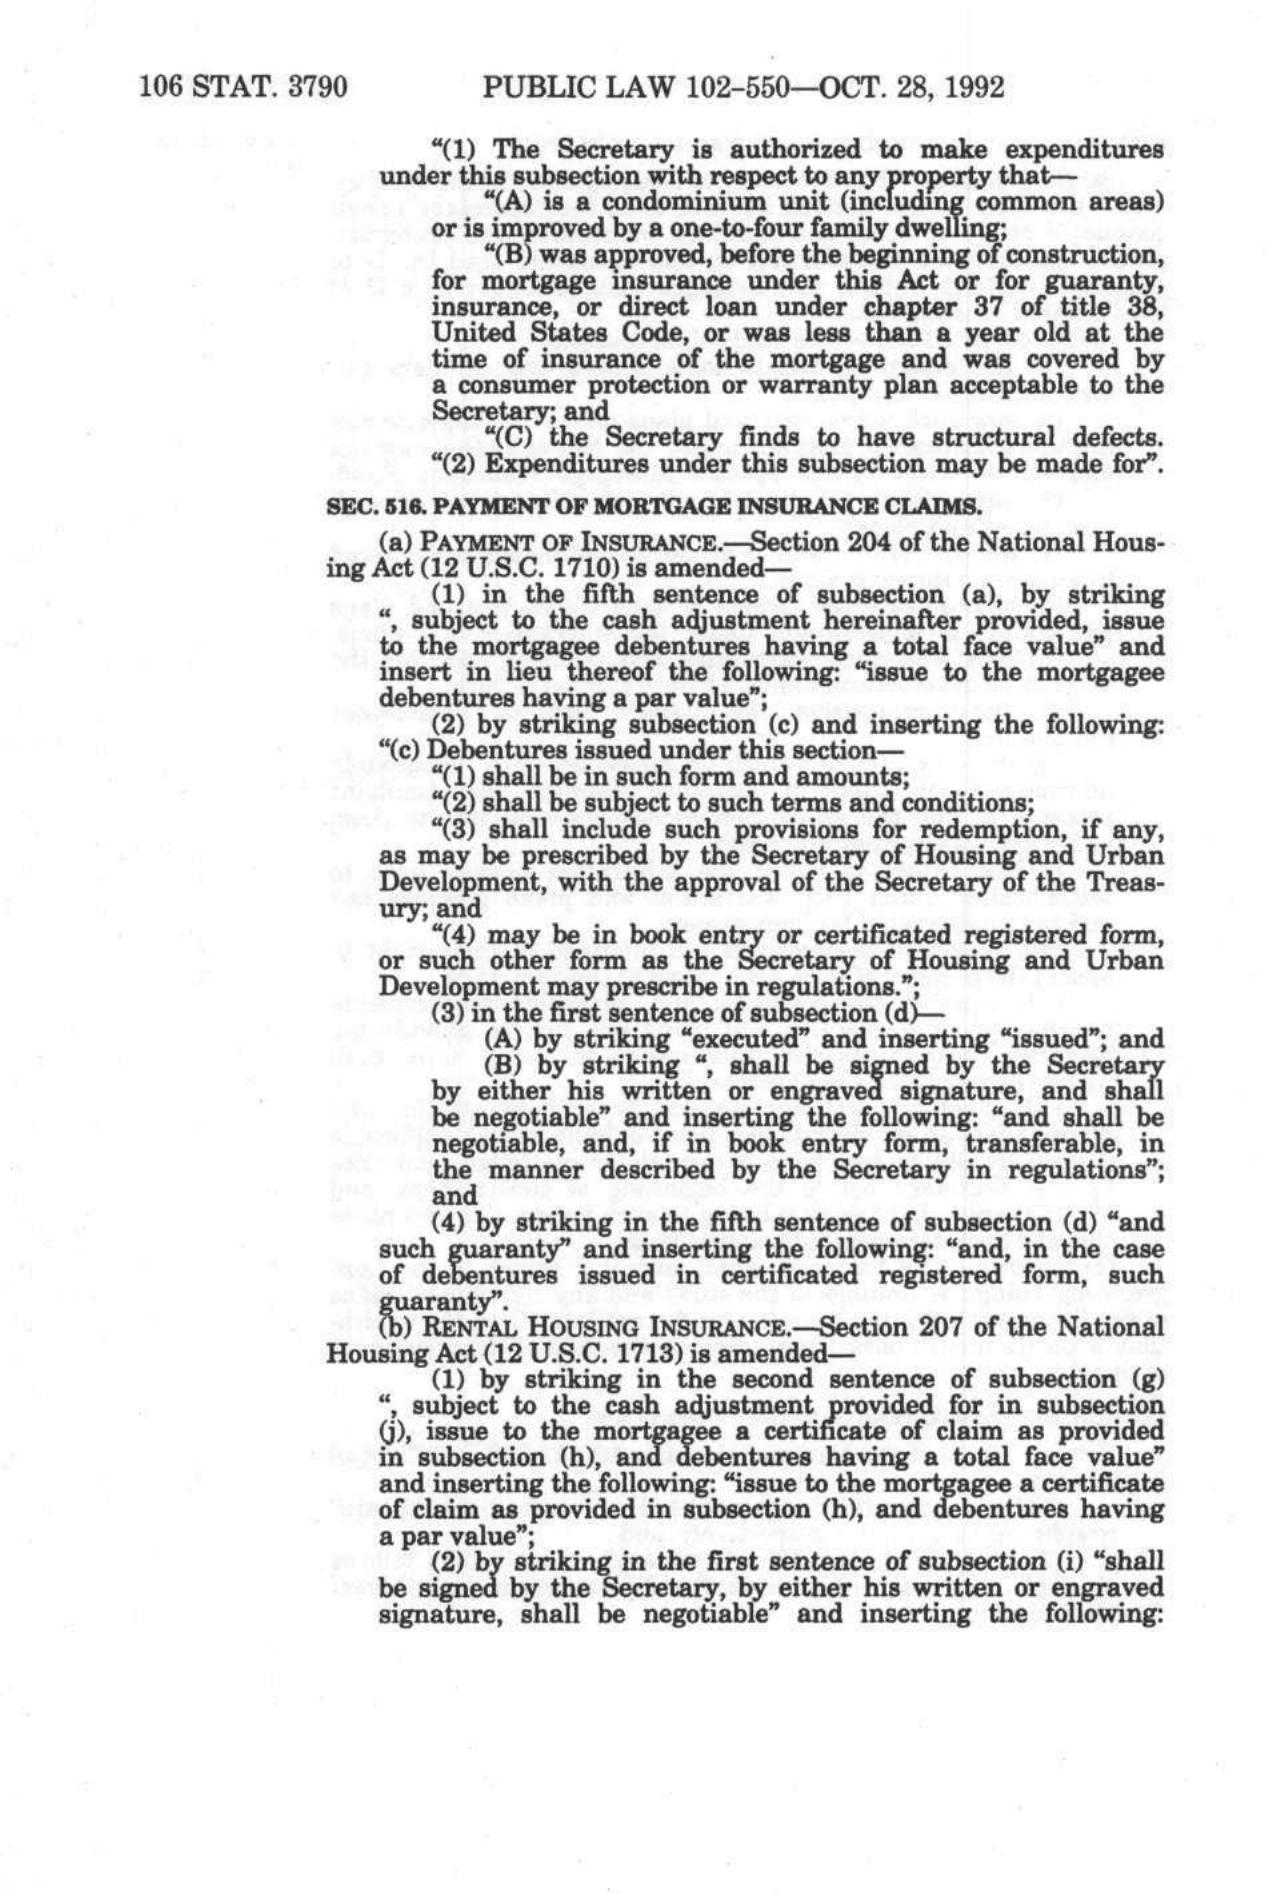 106 STAT. 3790 PUBLIC LAW 102–550—OCT. 28, 1992
“(1) The Secretary is authorized to make expenditures
under this subsection with respect to any property that—
“(A) is a condominium unit (including common areas)
or is improved by a one-to-four family dwelling;
“(B) was approved, before the beginning of construction,
for mortgage insurance under this Act or for guaranty,
insurance, or direct loan under chapter 37 of title 38,
United States Code, or was less than a year old at the
time of insurance of the mortgage and was covered by
a consumer protection or warranty plan acceptable to the
Secretary; and
“(C) the Secretary finds to have structural defects.
“(2) Expenditures under this subsection may be made for”.
SEC. 516. PAYMENT OF MORTGAGE INSURANCE CLAIMS.
(a) PAYMENT OF INSURANCE.—Section 204 of the National Hous-
ing Act (12 U.S.C. 1710) is amended—
(1) in the fifth sentence of subsection (a), by striking
“, subject to the cash adjustment hereinafter provided, issue
to the mortgagee debentures having a total face value” and
insert in lieu thereof the following: “issue to the mortgagee
debentures having a par value”;
(2) by striking subsection (c) and inserting the following:
“(c) Debentures issued under this section—
“(1) shall be in such form and amounts;
“(2) shall be subject to such terms and conditions;
“(3) shall include such provisions for redemption, if any,
as may be prescribed by the Secretary of Housing and Urban
Development, with the approval of the Secretary of the Treas-
ury; and
“(4) may be in book entry or certificated registered form,
or such other form as the Secretary of Housing and Urban
Development may prescribe in regulations.”;
(3) in the first sentence of subsection (d)—
(A) by striking “executed” and inserting “issued”; and
(B) by striking “, shall be signed by the Secretary
by either his written or engraved signature, and shall
be negotiable” and inserting the following: “and shall be
negotiable, and, if in book entry form, transferable, in
the manner described by the Secretary in regulations”;
and
(4) by striking in the fifth sentence of subsection (d) “and
such guaranty” and inserting the following: “and, in the case
of debentures issued in certificated registered form, such
guaranty”.
(b) RENTAL HOUSING INSURANCE.—Section 207 of the National
Housing Act (12 U.S.C. 1713) is amended—
(1) by striking in the second sentence of subsection (g)
“, subject to the cash adjustment provided for in subsection
(j), issue to the mortgagee a certificate of claim as provided
in subsection (h), and debentures having a total face value”
and inserting the following: “issue to the mortgagee a certificate
of claim as provided in subsection (h), and debentures having
a par value”;
(2) by striking in the first sentence of subsection (i) “shall
be signed by the Secretary, by either his written or engraved
signature, shall be negotiable” and inserting the following: